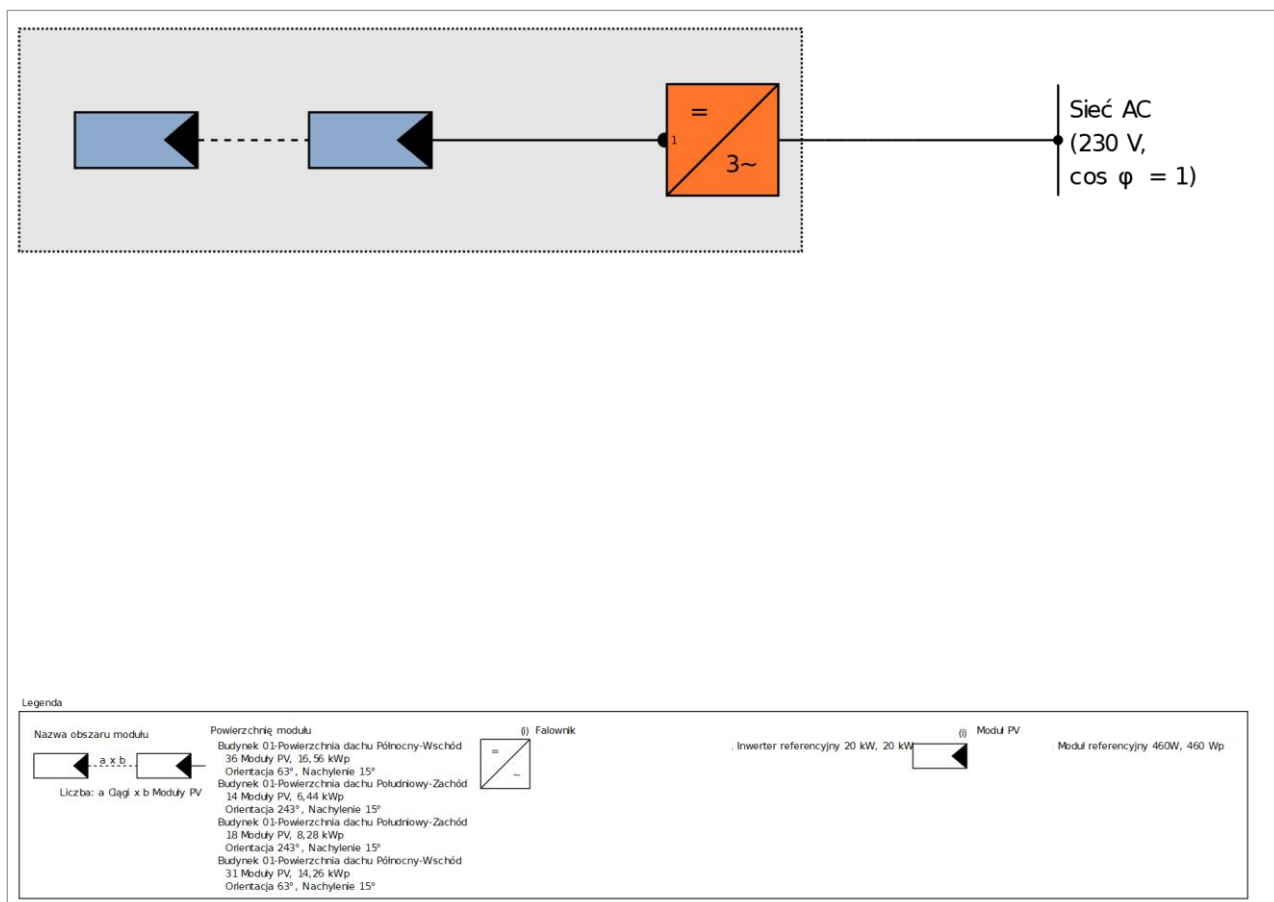 =
1
3~
Sieć AC
(230 V,
cos φ = 1)
Legenda
Nazwa obszaru modułu
a x b
Liczba: a Ciągi x b Moduły PV
Powierzchnię modułu
Budynek 01-Powierzchnia dachu Północny-Wschód
36 Moduły PV, 16,56 kWp
Orientacja 63°, Nachylenie 15°
Budynek 01-Powierzchnia dachu Południowy-Zachód
14 Moduły PV, 6,44 kWp
Orientacja 243°, Nachylenie 15°
Budynek 01-Powierzchnia dachu Południowy-Zachód
18 Moduły PV, 8,28 kWp
Orientacja 243°, Nachylenie 15°
Budynek 01-Powierzchnia dachu Północny-Wschód
31 Moduły PV, 14,26 kWp
Orientacja 63°, Nachylenie 15°
(i) Falownik
=
~
, Inwerter referencyjny 20 kW, 20 kW
(i) Moduł PV
Moduł referencyjny 460W, 460 Wp